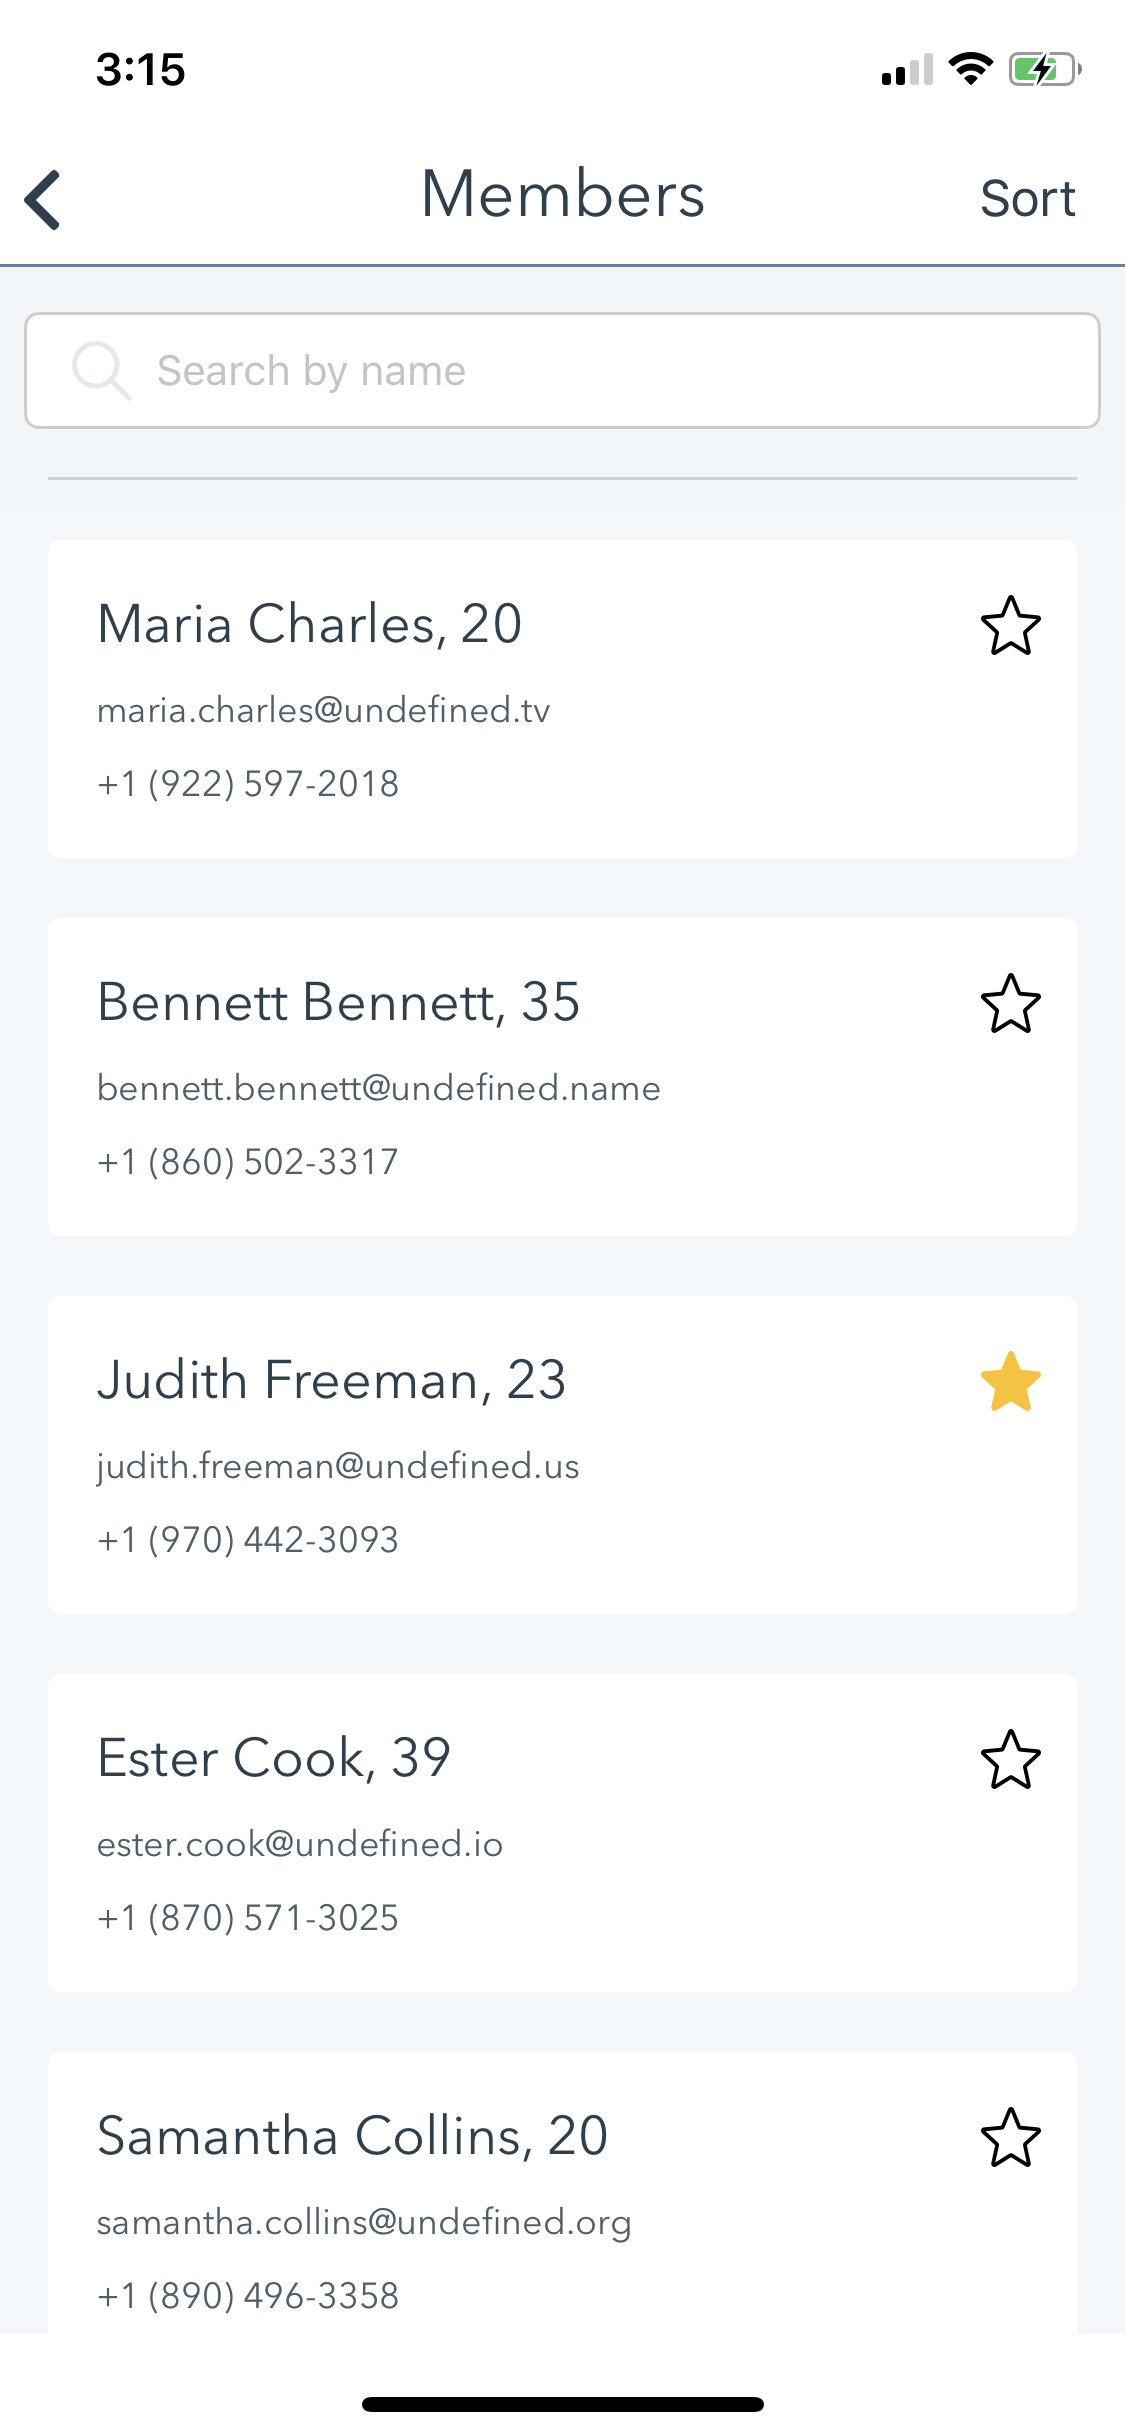 3:15
Members
Sort
Search by name
Maria Charles, 20
maria.charles@undefined.tv
+1 (922) 597-2018
Bennett Bennett, 35
bennett.bennett@undefined.name
+1 (860) 502-3317
Judith Freeman, 23
judith.freeman@undefined.us
+1 (970) 442-3093
Ester Cook, 39
ester.cook@undefined.io
+1 (870) 571-3025
Samantha Collins, 20
samantha.collins@undefined.org
+1 (890) 496-3358